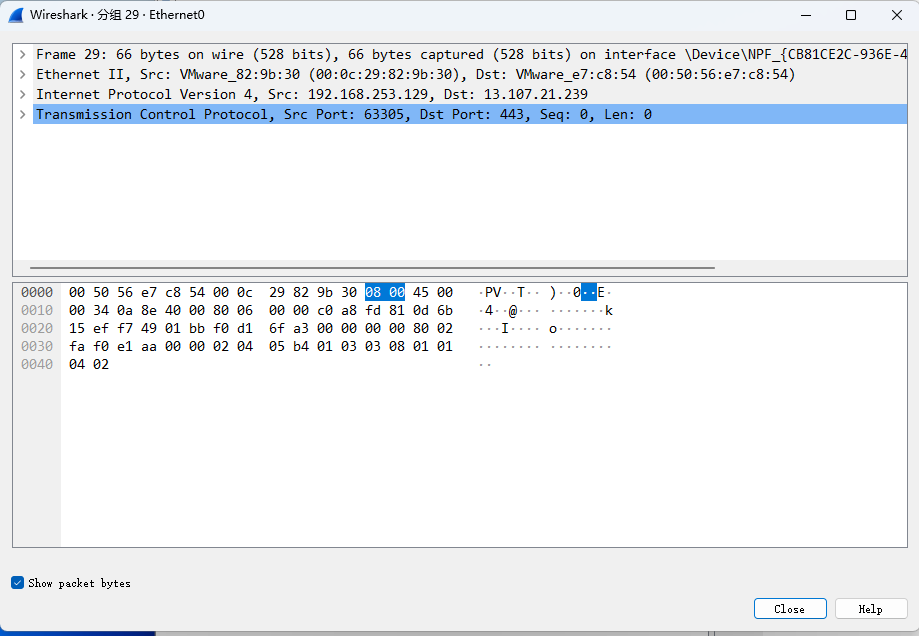 Wireshark · 分组 29 · Ethernet0
Frame 29: 66 bytes on wire (528 bits), 66 bytes captured (528 bits) on interface \Device\NPF_{CB81CE2C-936E-4
Ethernet II, Src: VMware_82:9b:30 (00:0c:29:82:9b:30), Dst: VMware_e7:c8:54 (00:50:56:e7:c8:54)
Internet Protocol Version 4, Src: 192.168.253.129, Dst: 13.107.21.239
Transmission Control Protocol, Src Port: 63305, Dst Port: 443, Seq: 0, Len: 0
0000 00 50 56 e7 c8 54 00 0c 29 82 9b 30 08 00 45 00 ·PV··T·· )··0··E·
0010 00 34 0a 8e 40 00 80 06 00 00 c0 a8 fd 81 0d 6b ·4··@··· ·······k
0020 15 ef f7 49 01 bb f0 d1 6f a3 00 00 00 00 80 02 ···I···· o·······
0030 fa f0 e1 aa 00 00 02 04 05 b4 01 03 03 08 01 01 ········ ········
0040 04 02 ··
Show packet bytes
Close
Help